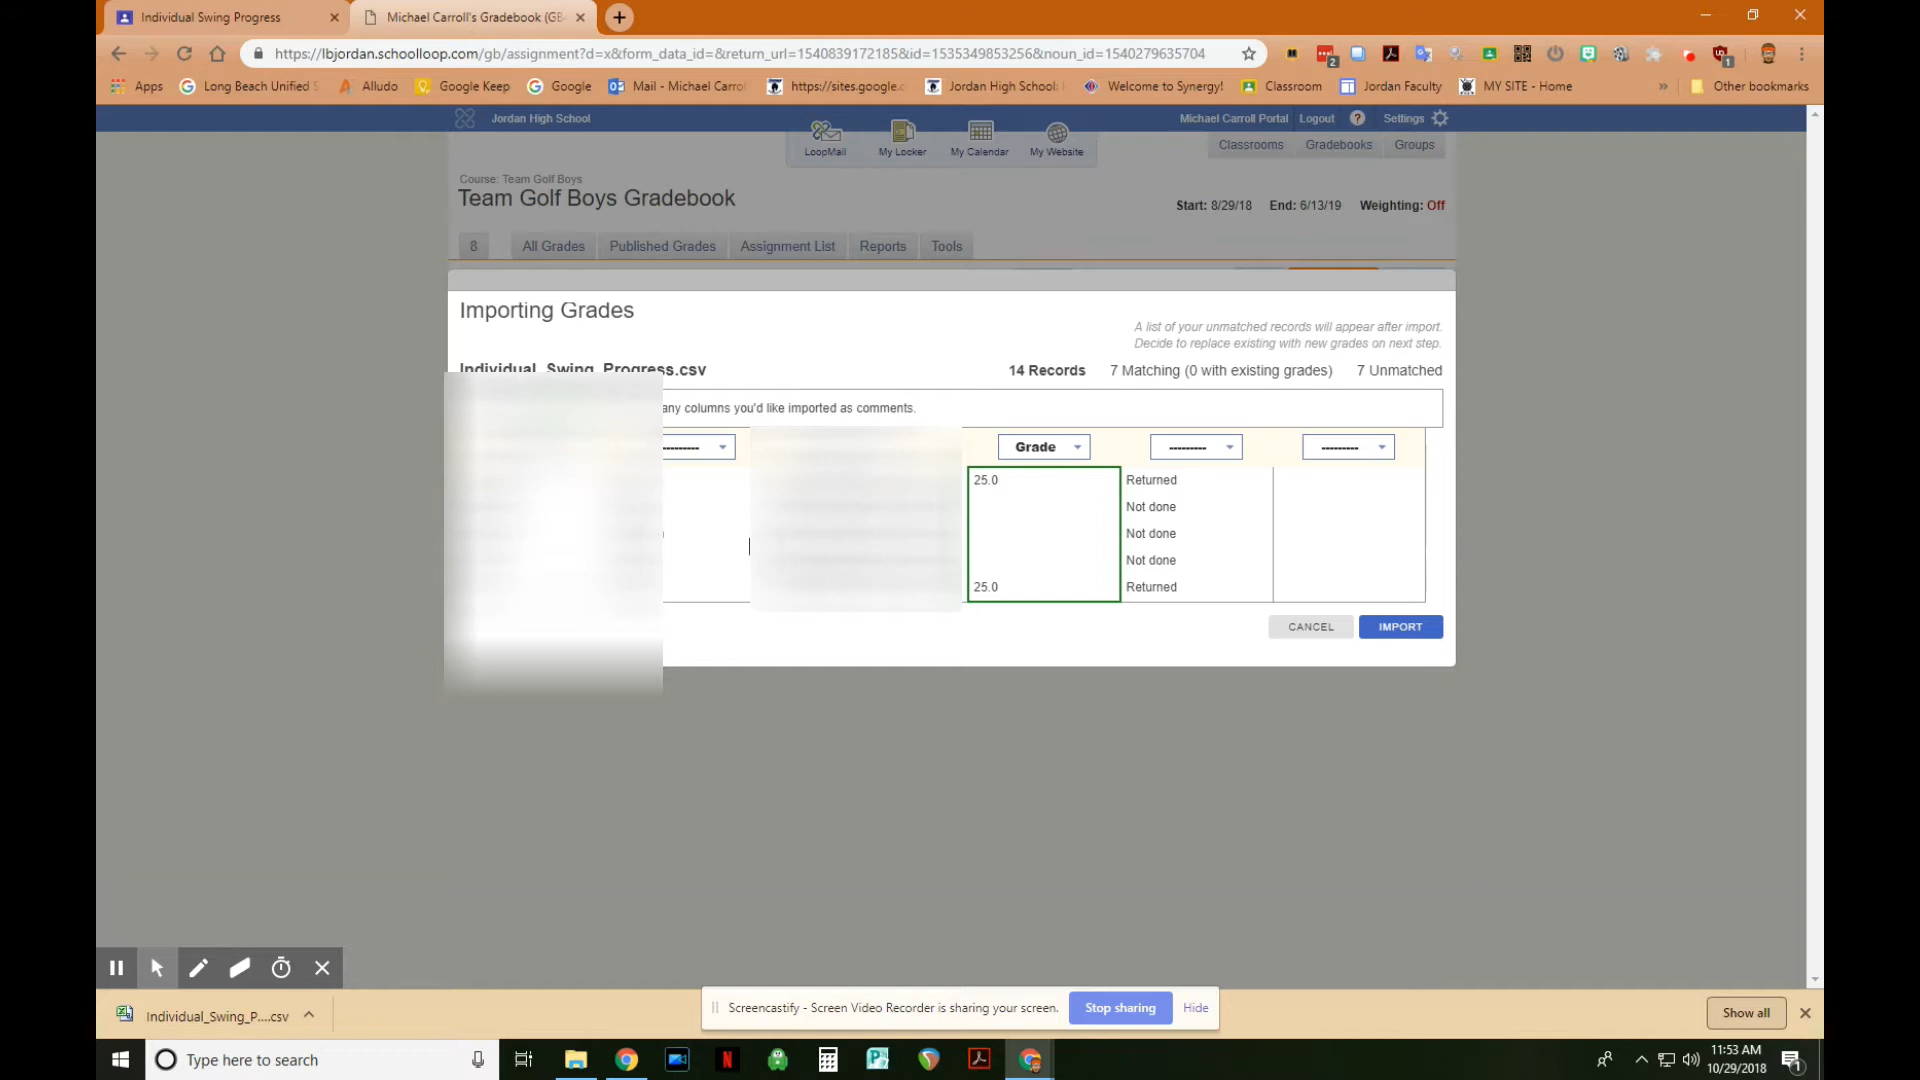 Individual Swing Progress
Michael Carroll's Gradebook (GB
https://lbjordan.schoolloop.com/gb/assignment?d=x&form_data_id=&return_url=1540839172185&id=1535349853256&noun_id=1540279635704
2
1
Apps
Long Beach Unified S
Alludo
Google Keep
Google
Mail - Michael Carrol
https://sites.google.c
Jordan High School:
Welcome to Synergy!
Classroom
Jordan Faculty
MY SITE - Home
»
Other bookmarks
Jordan High School
LoopMail
My Locker
My Calendar
My Website
Michael Carroll Portal
Logout
?
Settings
Classrooms
Gradebooks
Groups
Course: Team Golf Boys
Team Golf Boys Gradebook
Start: 8/29/18 End: 6/13/19 Weighting: Off
8
All Grades
Published Grades
Assignment List
Reports
Tools
Importing Grades
A list of your unmatched records will appear after import.
Decide to replace existing with new grades on next step.
Individual_Swing_Progress.csv
14 Records 7 Matching (0 with existing grades) 7 Unmatched
any columns you'd like imported as comments.
---------
Grade
---------
---------
25.0 Returned
Not done
Not done
Not done
25.0 Returned
CANCEL
IMPORT
Individual_Swing_P....csv
Screencastify - Screen Video Recorder is sharing your screen.
Stop sharing
Hide
Show all
Type here to search
11:53 AM
10/29/2018
1